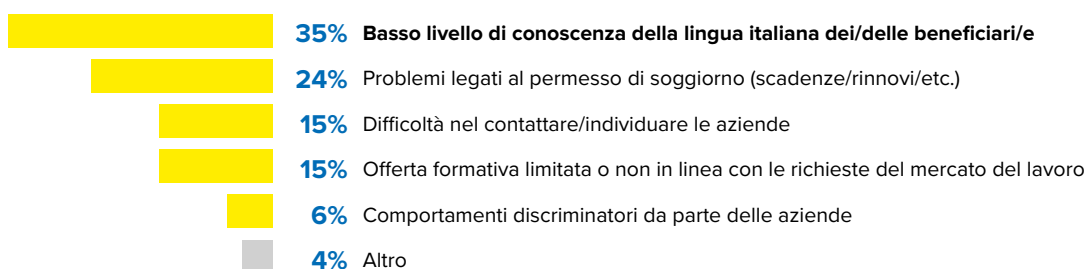 35% Basso livello di conoscenza della lingua italiana dei/delle beneficiari/e
24% Problemi legati al permesso di soggiorno (scadenze/rinnovi/etc.)
15% Difficoltà nel contattare/individuare le aziende
15% Offerta formativa limitata o non in linea con le richieste del mercato del lavoro
6% Comportamenti discriminatori da parte delle aziende
4% Altro